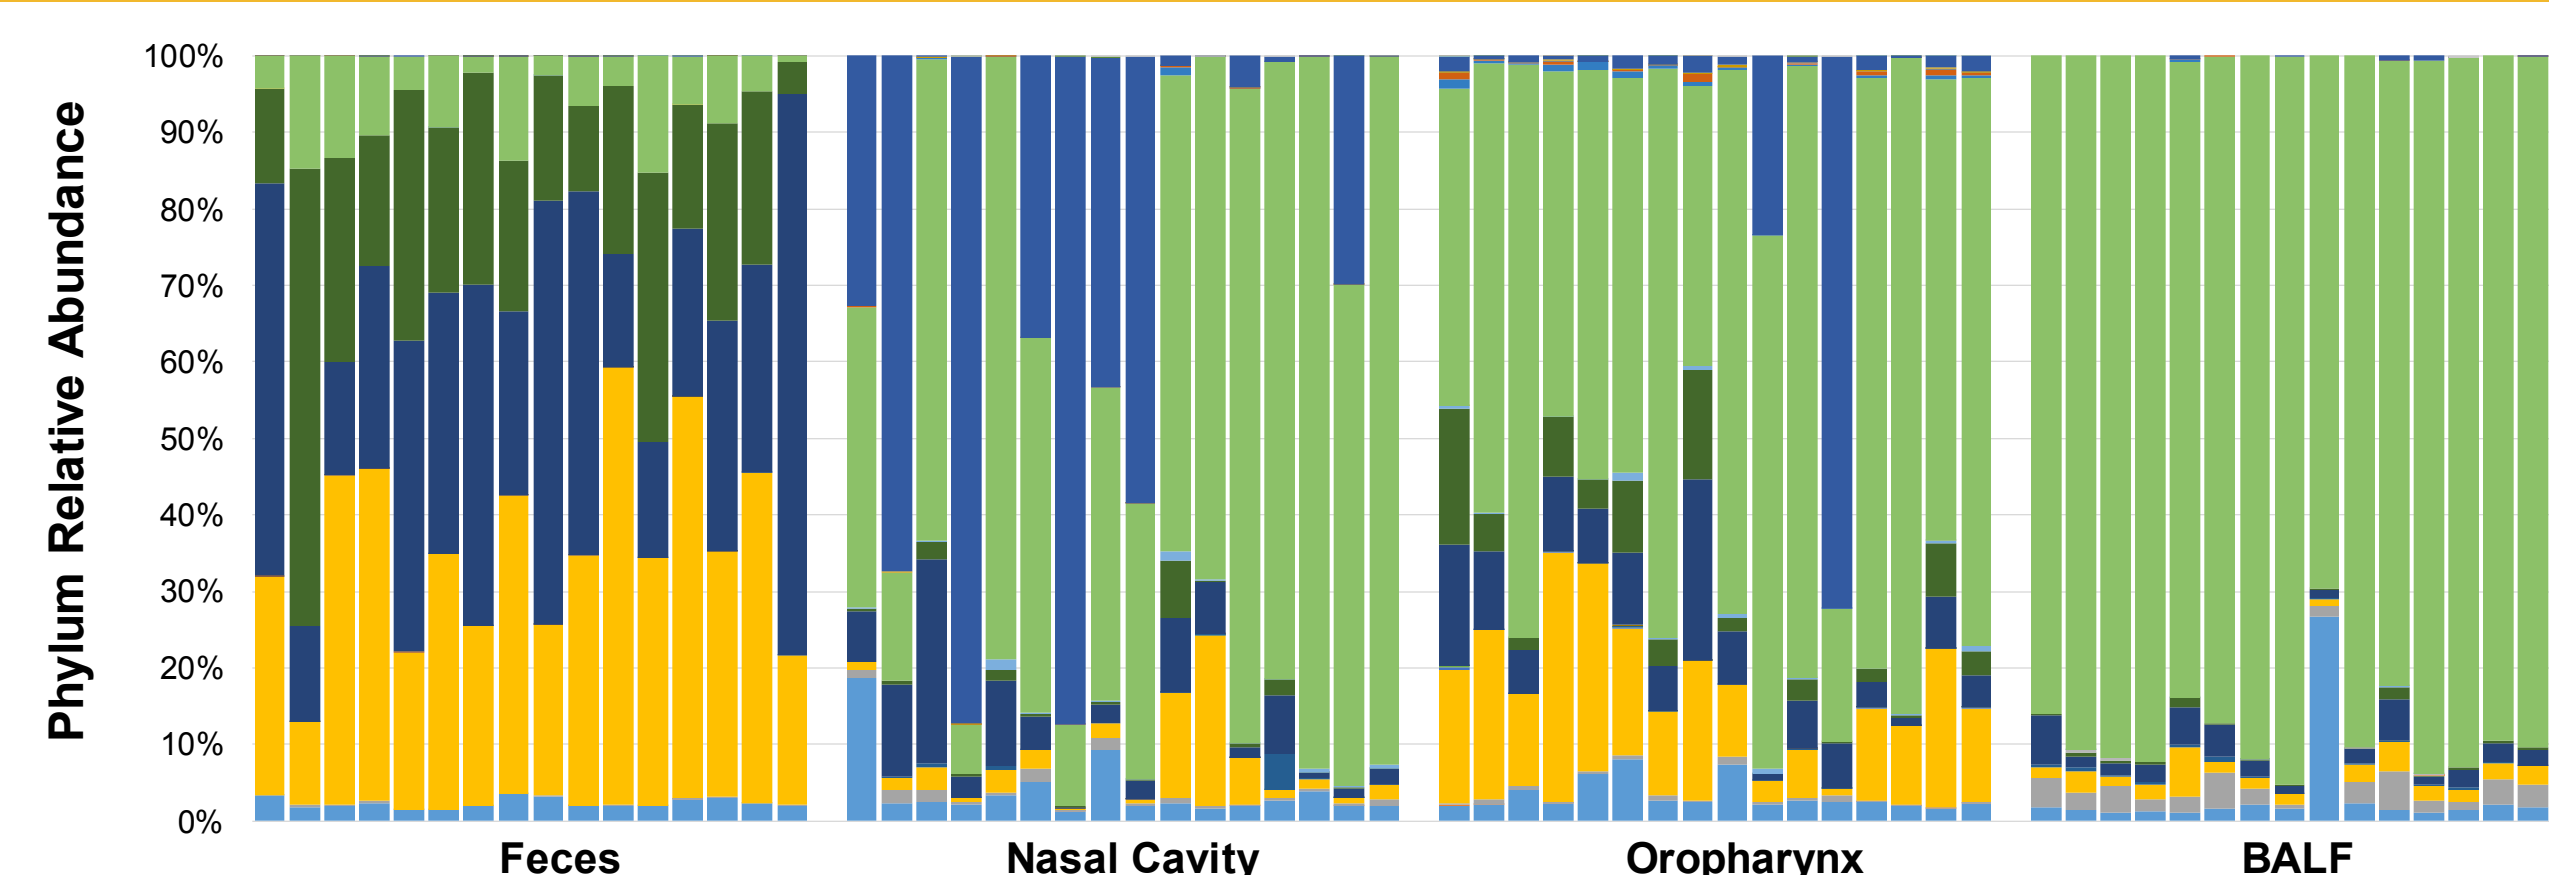 Phylum Relative Abundance
100%
90%
80%
70%
60%
50%
40%
30%
20%
10%
0%
Feces
Nasal Cavity
Oropharynx
BALF